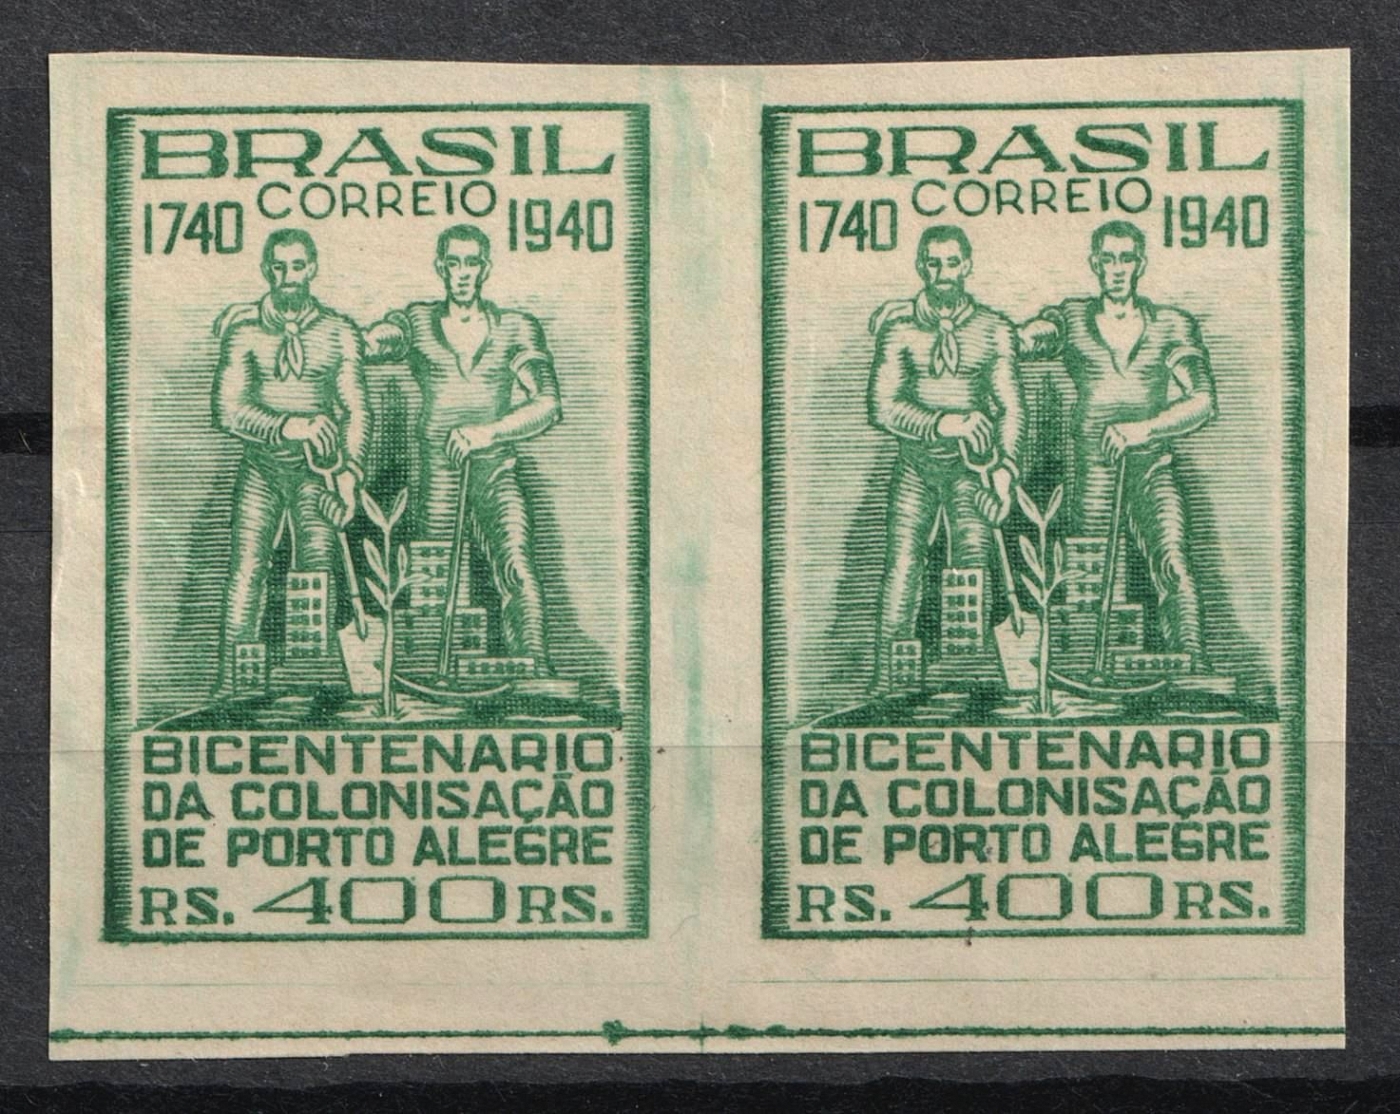 BRASIL
CORREIO
1740 1940
BICENTENARIO
DA COLONISAÇÃO
DE PORTO ALEGRE
RS. 400 RS.
BRASIL
CORREIO
1740 1940
BICENTENARIO
DA COLONISAÇÃO
DE PORTO ALEGRE
RS. 400 RS.